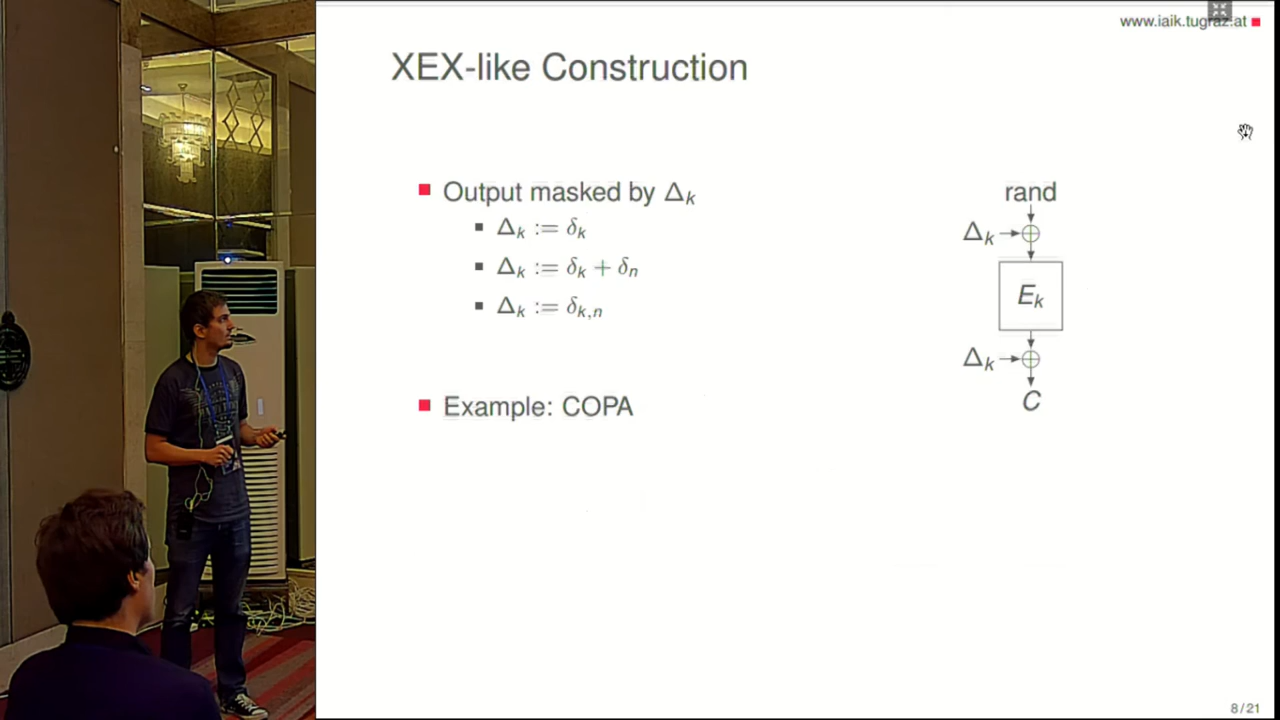 www.iaik.tugraz.at
XEX-like Construction
Output masked by Δₖ
Δₖ := δₖ
Δₖ := δₖ + δₙ
Δₖ := δₖ,ₙ
Example: COPA
rand
Δₖ
Eₖ
Δₖ
C
8 / 21